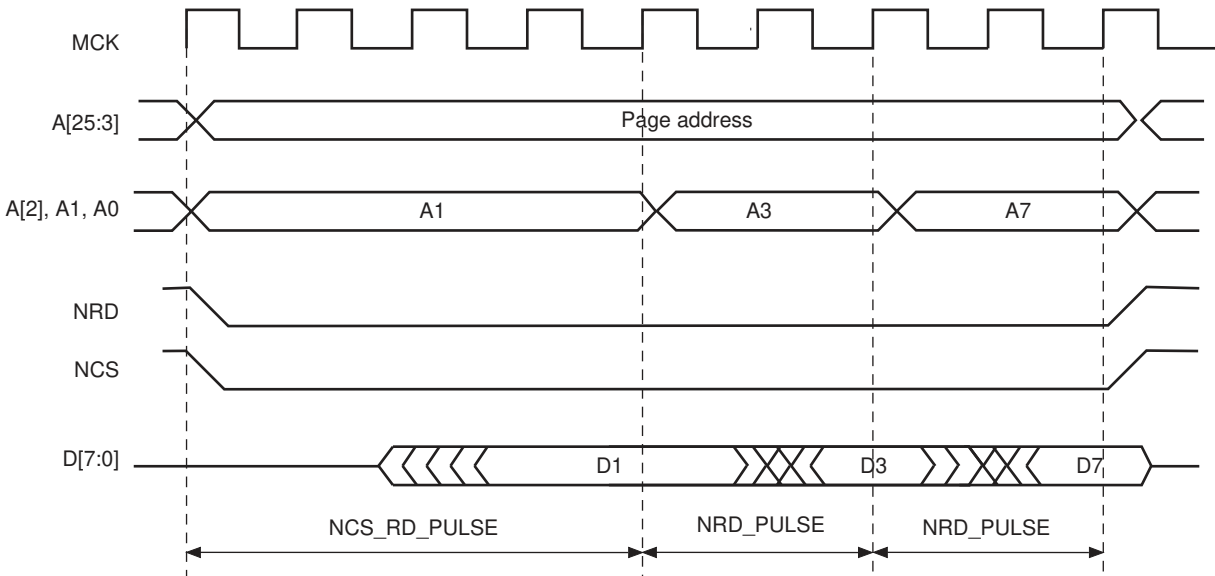 MCK
A[25:3] Page address
A[2], A1, A0 A1 A3 A7
NRD
NCS
D[7:0] D1 D3 D7
NCS_RD_PULSE NRD_PULSE NRD_PULSE